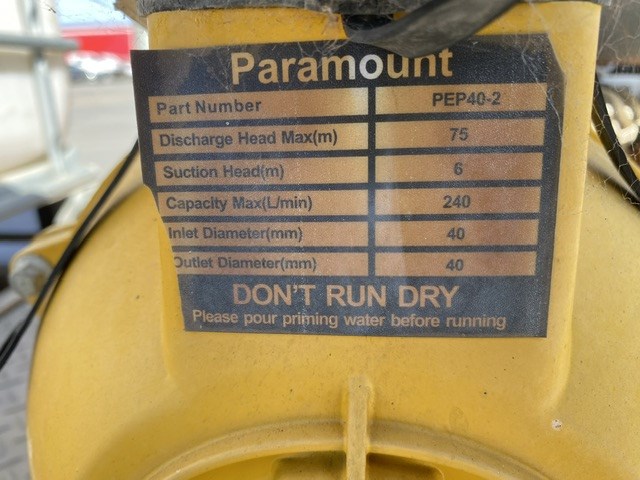 Paramount
Part Number PEP40-2
Discharge Head Max(m) 75
Suction Head(m) 6
Capacity Max(L/min) 240
Inlet Diameter(mm) 40
Outlet Diameter(mm) 40
DON'T RUN DRY
Please pour priming water before running